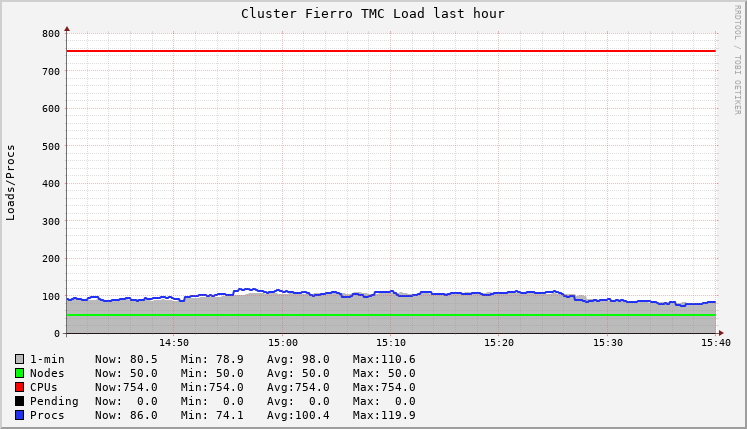 Cluster Fierro TMC Load last hour
RRDTOOL / TOBI OETIKER
Loads/Procs
800
700
600
500
400
300
200
100
0
14:50 15:00 15:10 15:20 15:30 15:40
1-min Now: 80.5 Min: 78.9 Avg: 98.0 Max:110.6
Nodes Now: 50.0 Min: 50.0 Avg: 50.0 Max: 50.0
CPUs Now:754.0 Min:754.0 Avg:754.0 Max:754.0
Pending Now: 0.0 Min: 0.0 Avg: 0.0 Max: 0.0
Procs Now: 86.0 Min: 74.1 Avg:100.4 Max:119.9